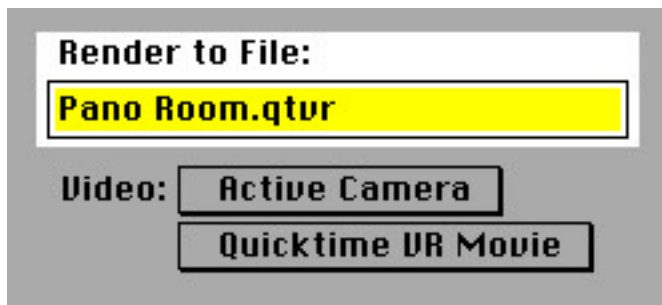 Render to File:
Pano Room.qtvr
Video: Active Camera
Quicktime VR Movie